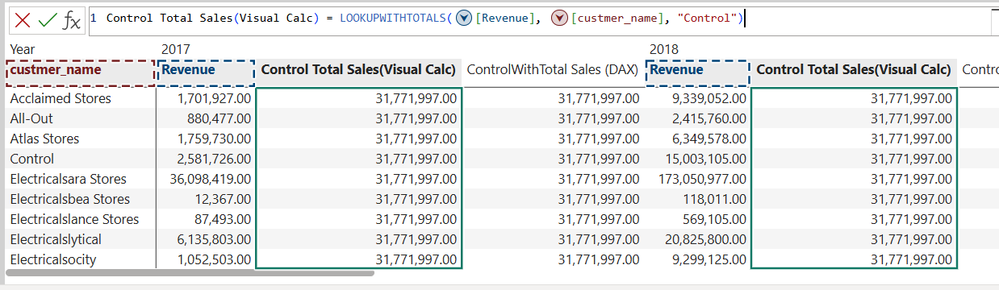 1 Control Total Sales(Visual Calc) = LOOKUPWITHTOTALS( [Revenue], [custmer_name], "Control")
Year 2017 2018
custmer_name Revenue Control Total Sales(Visual Calc) ControlWithTotal Sales (DAX) Revenue Control Total Sales(Visual Calc) Contro
Acclaimed Stores 1,701,927.00 31,771,997.00 31,771,997.00 9,339,052.00 31,771,997.00
All-Out 880,477.00 31,771,997.00 31,771,997.00 2,415,760.00 31,771,997.00
Atlas Stores 1,759,730.00 31,771,997.00 31,771,997.00 6,349,578.00 31,771,997.00
Control 2,581,726.00 31,771,997.00 31,771,997.00 15,003,105.00 31,771,997.00
Electricalsara Stores 36,098,419.00 31,771,997.00 31,771,997.00 173,050,977.00 31,771,997.00
Electricalsbea Stores 12,367.00 31,771,997.00 31,771,997.00 118,011.00 31,771,997.00
Electricalslance Stores 87,493.00 31,771,997.00 31,771,997.00 569,105.00 31,771,997.00
Electricalslytical 6,135,803.00 31,771,997.00 31,771,997.00 20,825,800.00 31,771,997.00
Electricalsocity 1,052,503.00 31,771,997.00 31,771,997.00 9,299,125.00 31,771,997.00